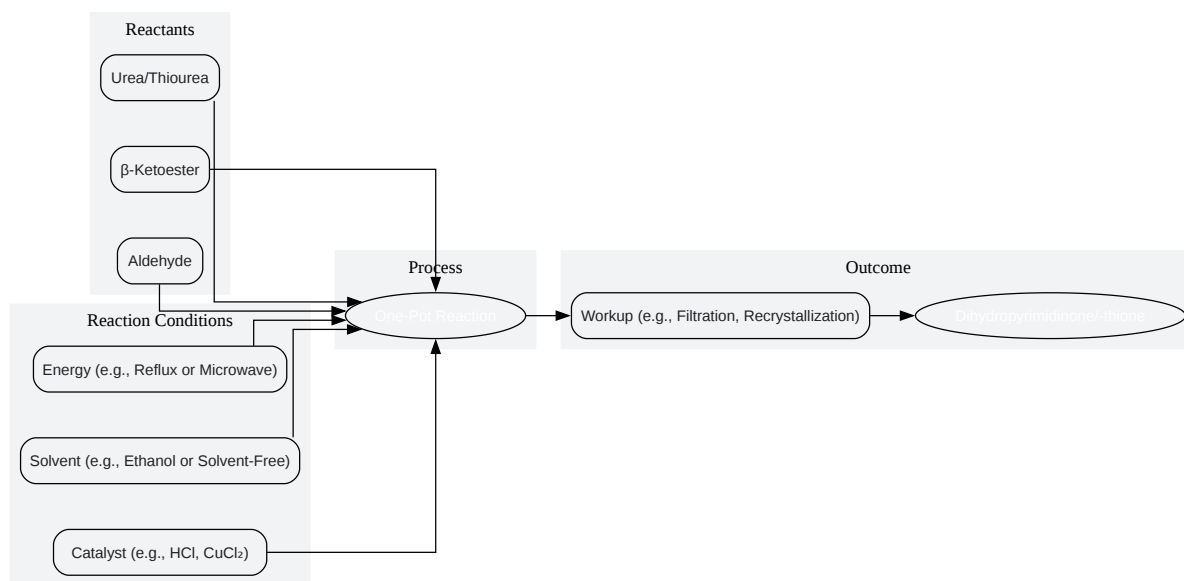 Reactants
Urea/Thiourea
β-Ketoester
Aldehyde
Reaction Conditions
Energy (e.g., Reflux or Microwave)
Solvent (e.g., Ethanol or Solvent-Free)
Catalyst (e.g., HCl, CuCl₂)
Process
One-Pot Reaction
Outcome
Workup (e.g., Filtration, Recrystallization)
Dihydropyrimidinone/-thione